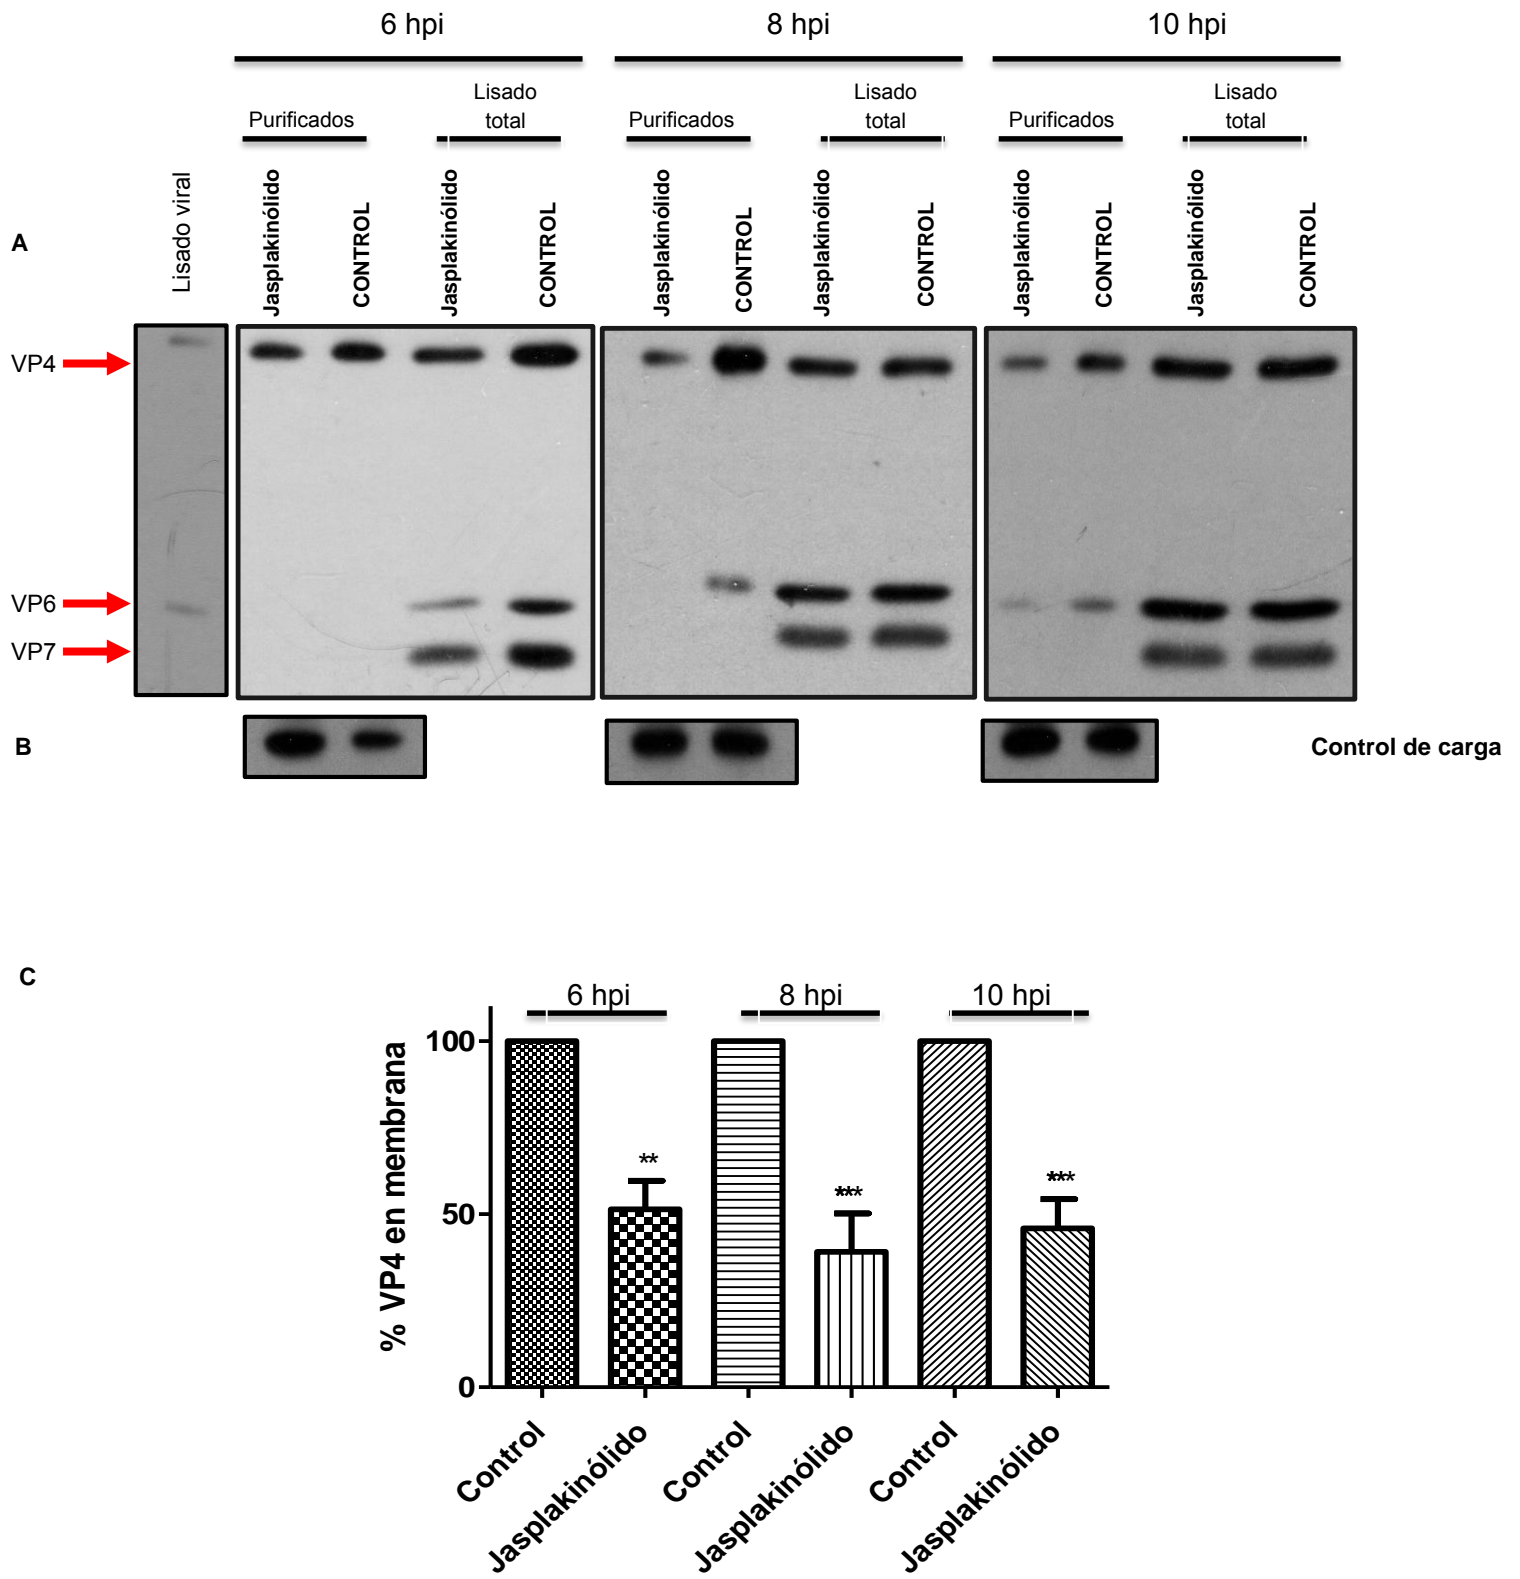 6 hpi
8 hpi
10 hpi
Purificados
Lisado
total
Purificados
Lisado
total
Purificados
Lisado
total
Lisado viral
Jasplakinólido
CONTROL
Jasplakinólido
CONTROL
Jasplakinólido
CONTROL
Jasplakinólido
CONTROL
Jasplakinólido
CONTROL
Jasplakinólido
CONTROL
A
VP4
VP6
VP7
B
Control de carga
C
6 hpi
8 hpi
10 hpi
% VP4 en membrana
100
50
0
**
***
***
Control
Jasplakinólido
Control
Jasplakinólido
Control
Jasplakinólido